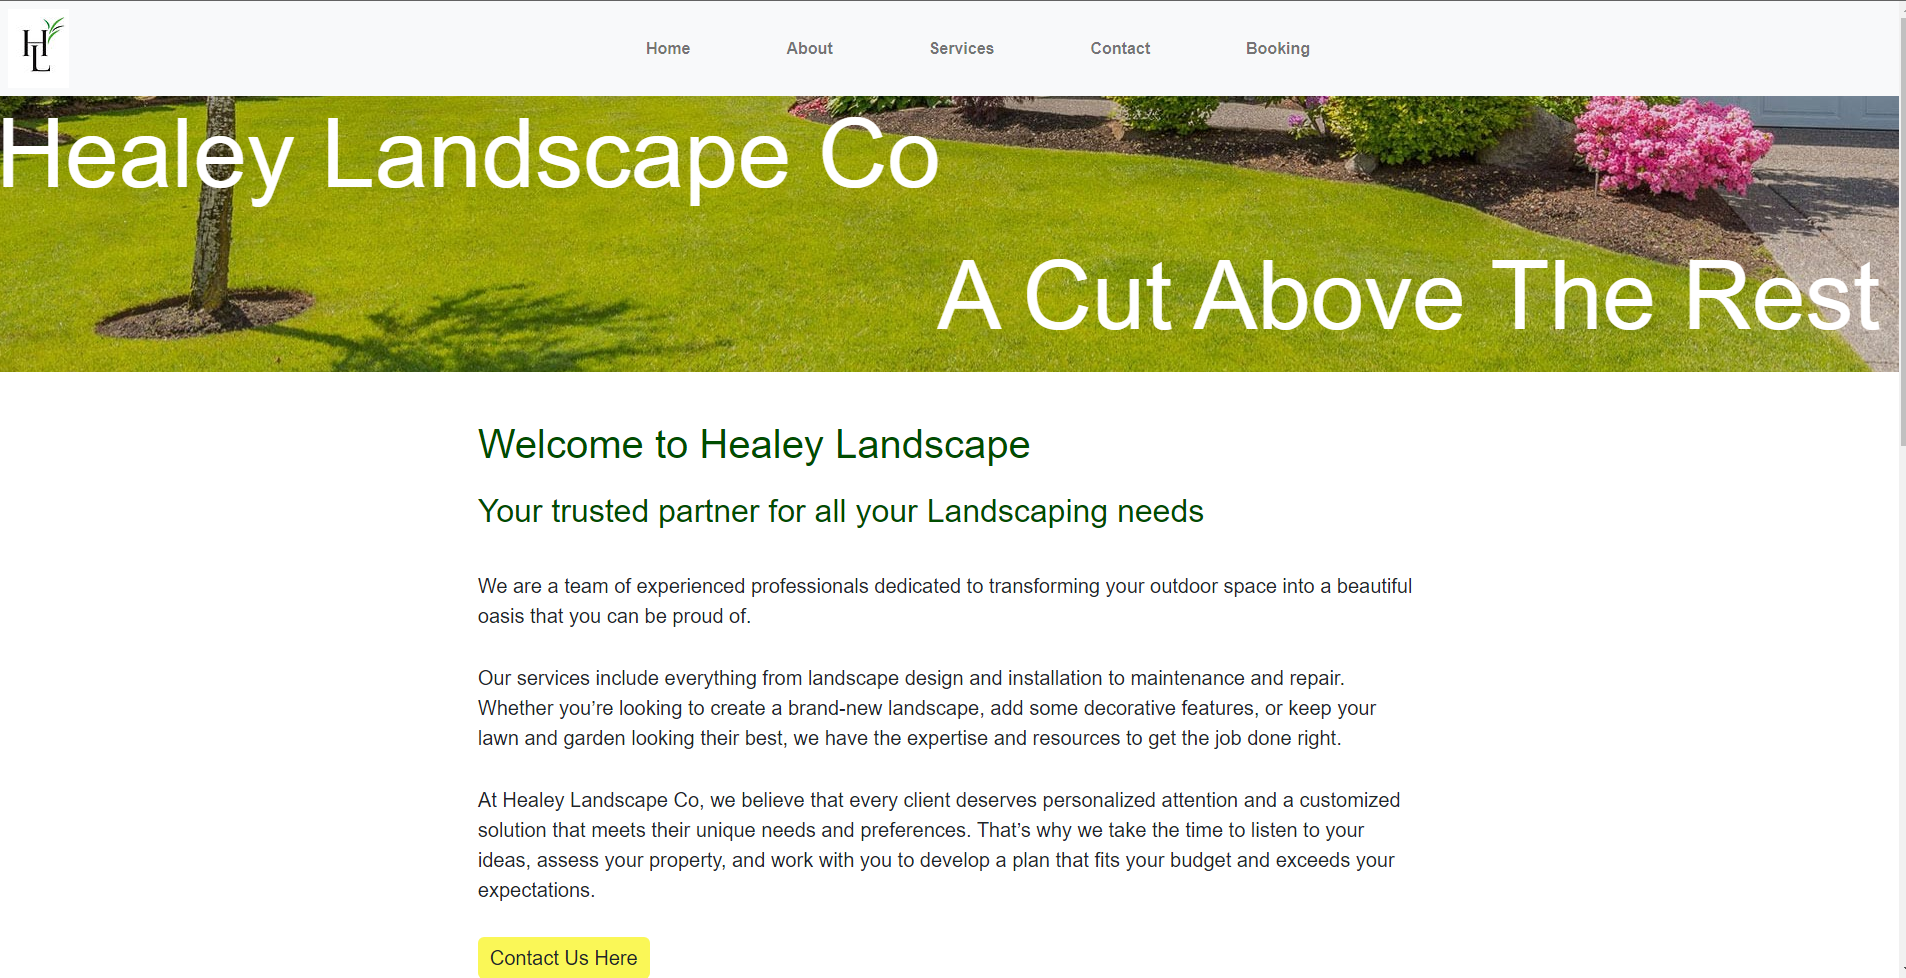 HL
Home About Services Contact Booking
Healey Landscape Co
A Cut Above The Rest
Welcome to Healey Landscape
Your trusted partner for all your Landscaping needs
We are a team of experienced professionals dedicated to transforming your outdoor space into a beautiful
oasis that you can be proud of.
Our services include everything from landscape design and installation to maintenance and repair.
Whether you’re looking to create a brand-new landscape, add some decorative features, or keep your
lawn and garden looking their best, we have the expertise and resources to get the job done right.
At Healey Landscape Co, we believe that every client deserves personalized attention and a customized
solution that meets their unique needs and preferences. That’s why we take the time to listen to your
ideas, assess your property, and work with you to develop a plan that fits your budget and exceeds your
expectations.
Contact Us Here